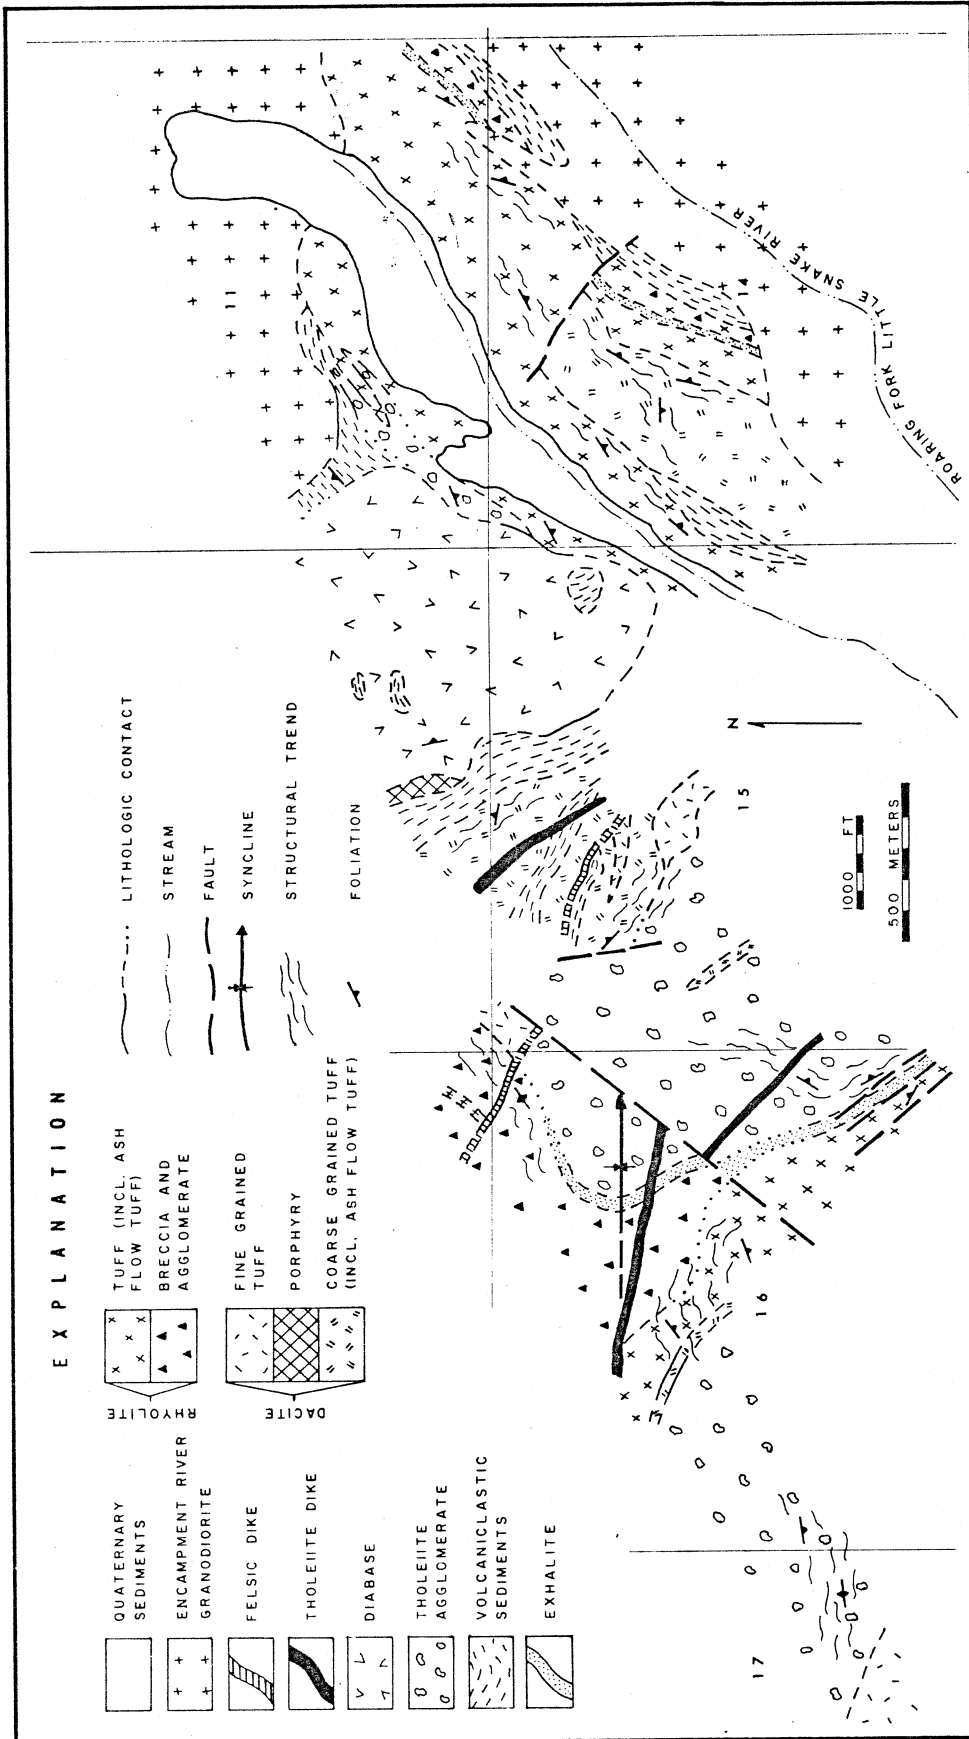 EXPLANATION
QUATERNARY
SEDIMENTS
ENCAMPMENT RIVER
GRANODIORITE
FELSIC DIKE
THOLEIITE DIKE
DIABASE
THOLEIITE
AGGLOMERATE
VOLCANICLASTIC
SEDIMENTS
EXHALITE
RHYOLITE
TUFF (INCL. ASH
FLOW TUFF)
BRECCIA AND
AGGLOMERATE
DACITE
FINE GRAINED
TUFF
PORPHYRY
COARSE GRAINED TUFF
(INCL. ASH FLOW TUFF)
LITHOLOGIC CONTACT
STREAM
FAULT
SYNCLINE
STRUCTURAL TREND
FOLIATION
11
14
15
16
17
N
1000 FT
500 METERS
ROARING FORK LITTLE SNAKE RIVER